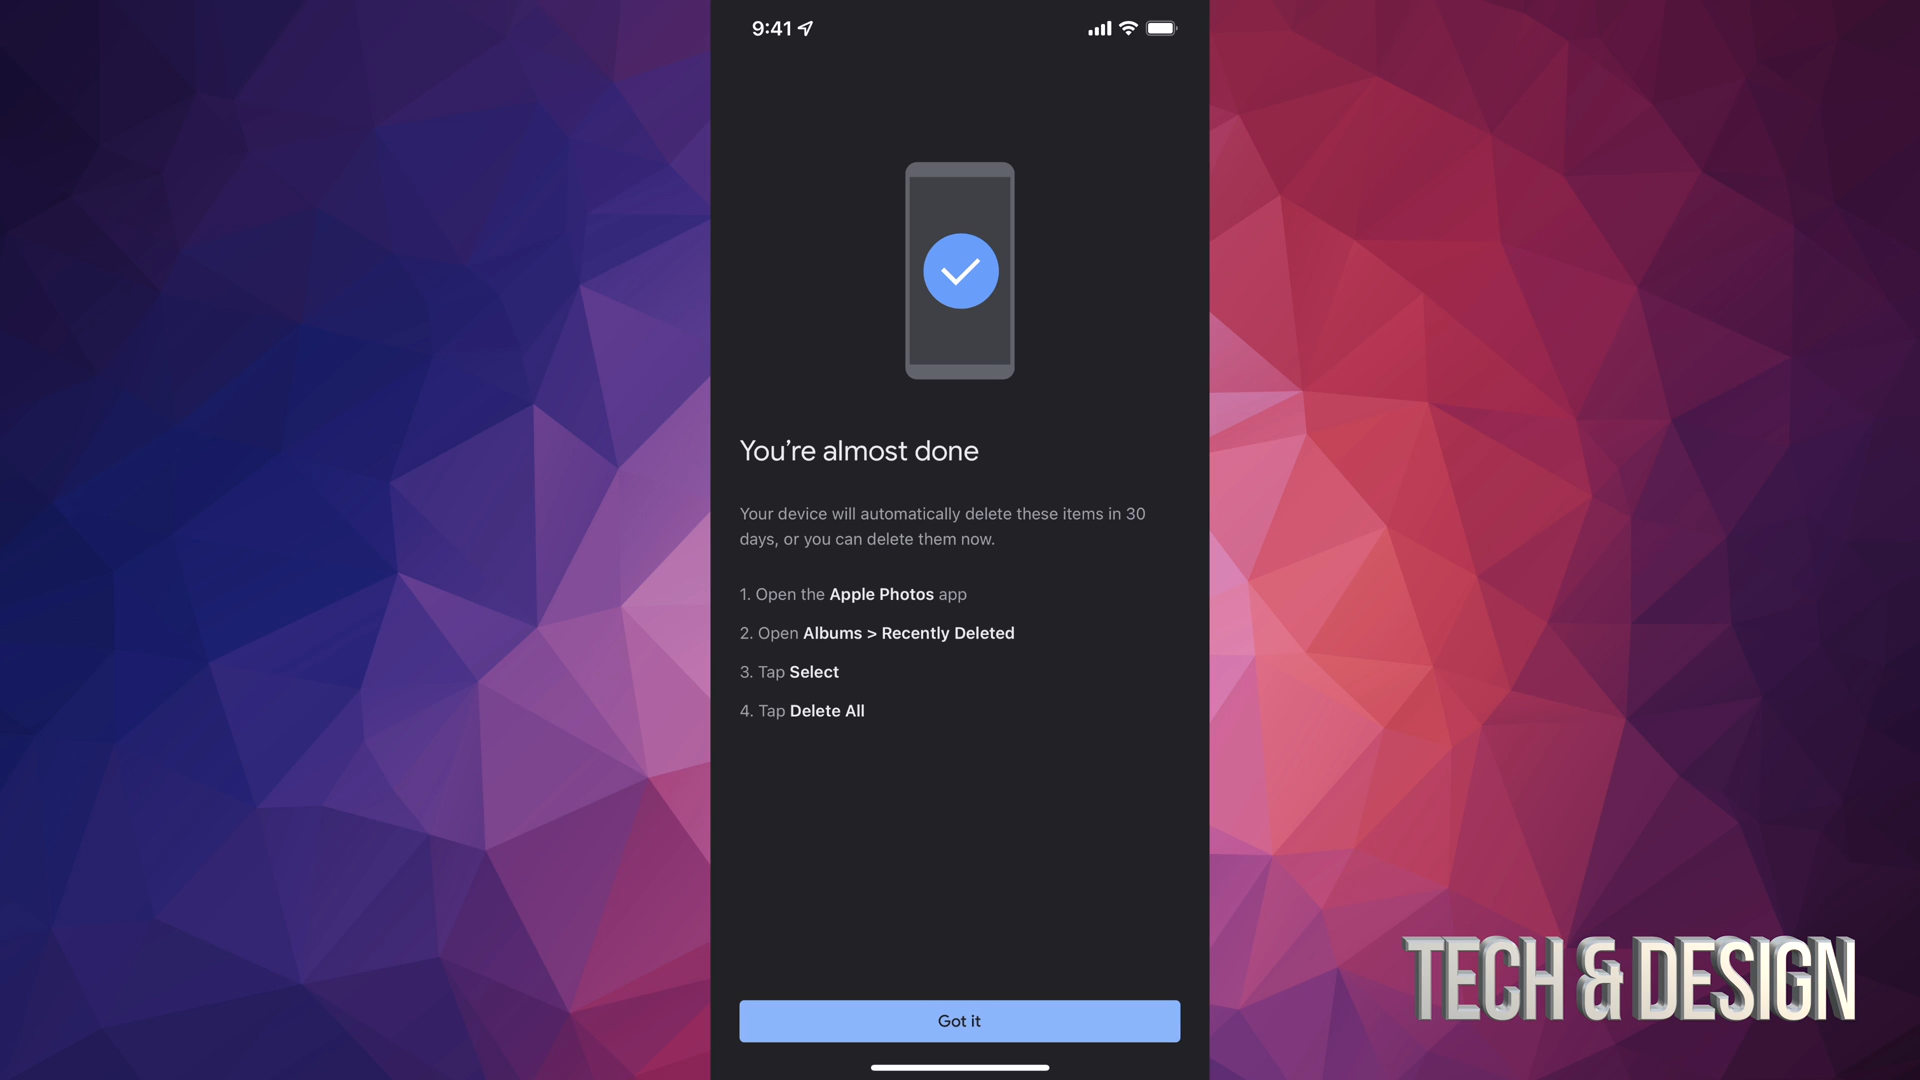 9:41
You’re almost done
Your device will automatically delete these items in 30
days, or you can delete them now.
1. Open the Apple Photos app
2. Open Albums > Recently Deleted
3. Tap Select
4. Tap Delete All
Got it
TECH & DESIGN